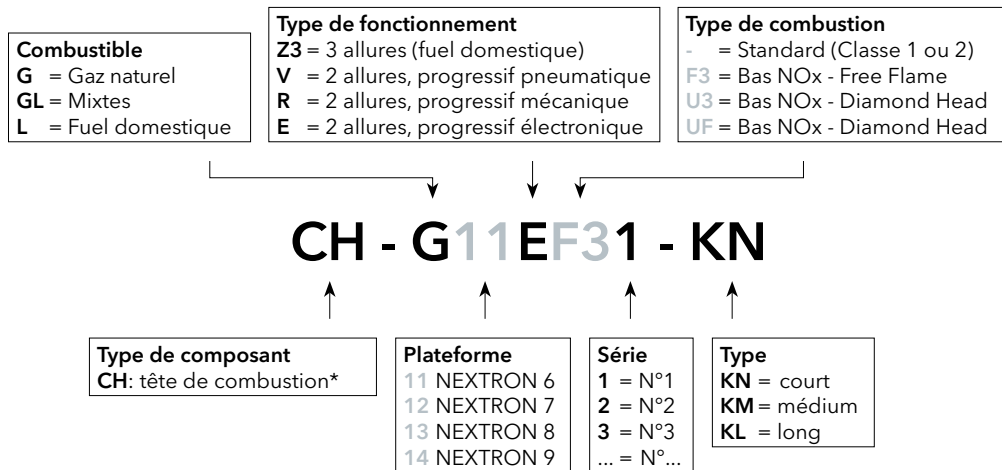 Combustible
G = Gaz naturel
GL = Mixtes
L = Fuel domestique
Type de fonctionnement
Z3 = 3 allures (fuel domestique)
V = 2 allures, progressif pneumatique
R = 2 allures, progressif mécanique
E = 2 allures, progressif électronique
Type de combustion
- = Standard (Classe 1 ou 2)
F3 = Bas NOx - Free Flame
U3 = Bas NOx - Diamond Head
UF = Bas NOx - Diamond Head
CH - G11EF31 - KN
Type de composant
CH: tête de combustion*
Plateforme
11 NEXTRON 6
12 NEXTRON 7
13 NEXTRON 8
14 NEXTRON 9
Série
1 = N°1
2 = N°2
3 = N°3
... = N°...
Type
KN = court
KM = médium
KL = long